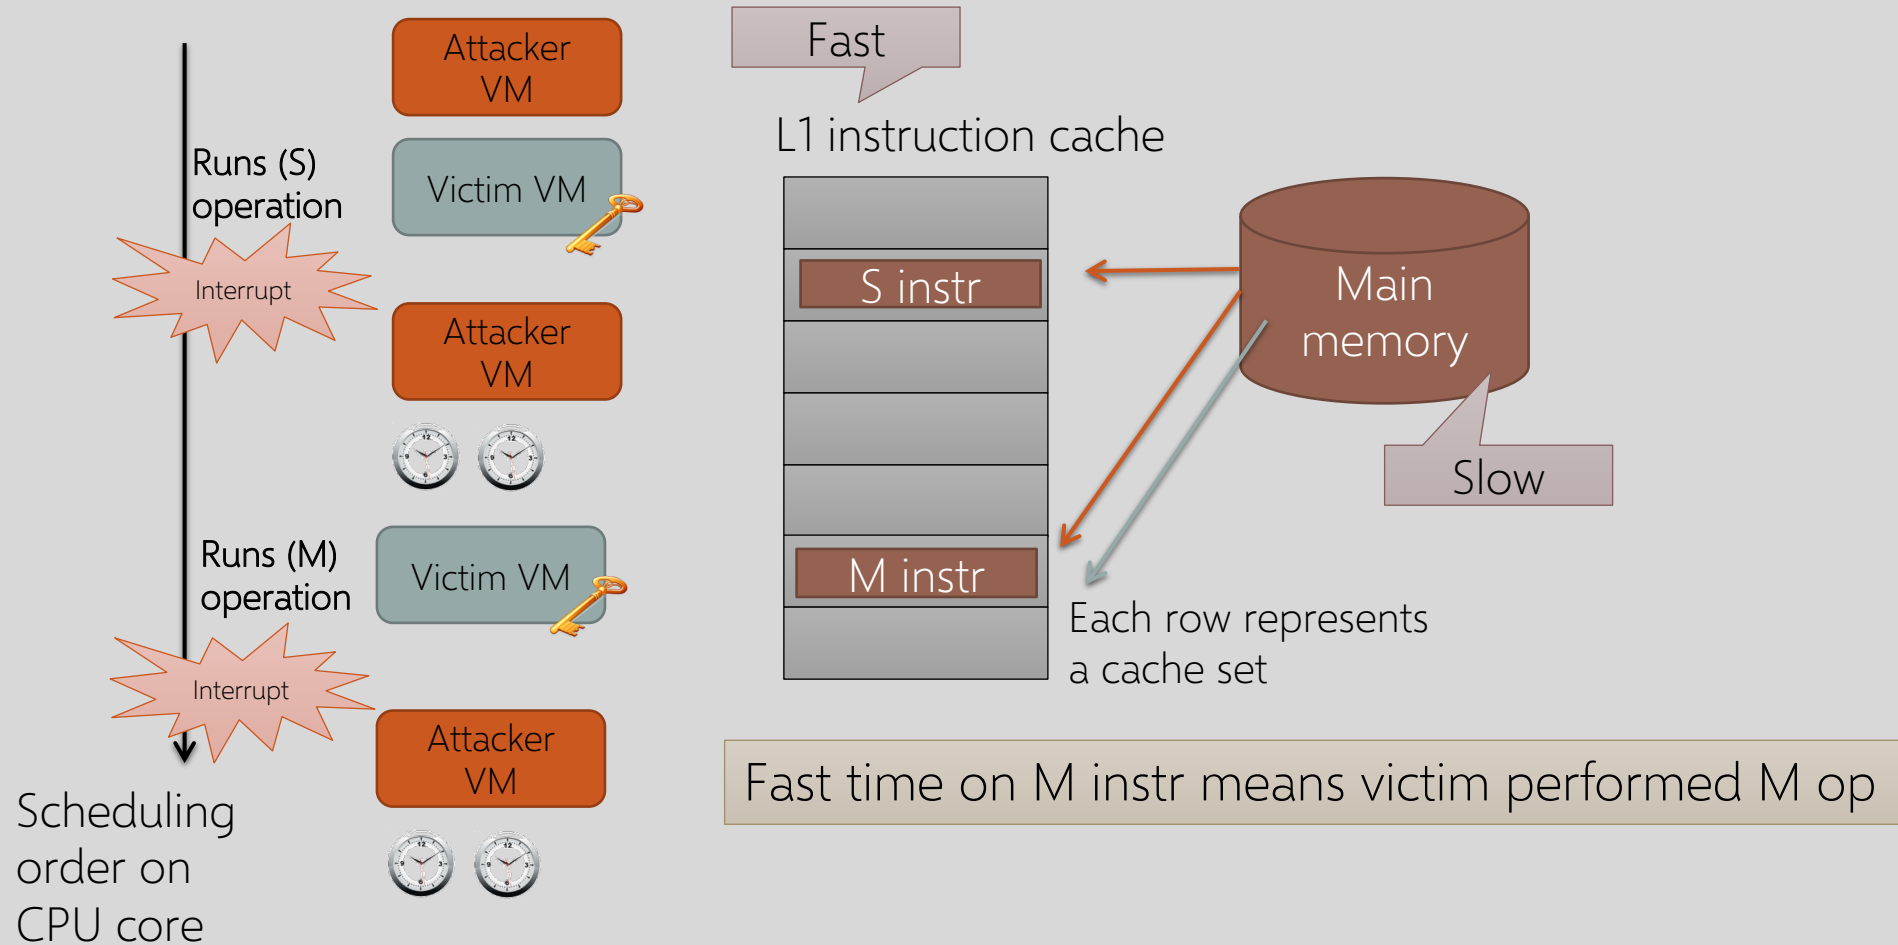 Attacker
VM
Runs (S)
operation
Victim VM
Interrupt
Attacker
VM
Runs (M)
operation
Victim VM
Interrupt
Attacker
VM
Scheduling
order on
CPU core
Fast
L1 instruction cache
S instr
M instr
Main
memory
Slow
Each row represents
a cache set
Fast time on M instr means victim performed M op